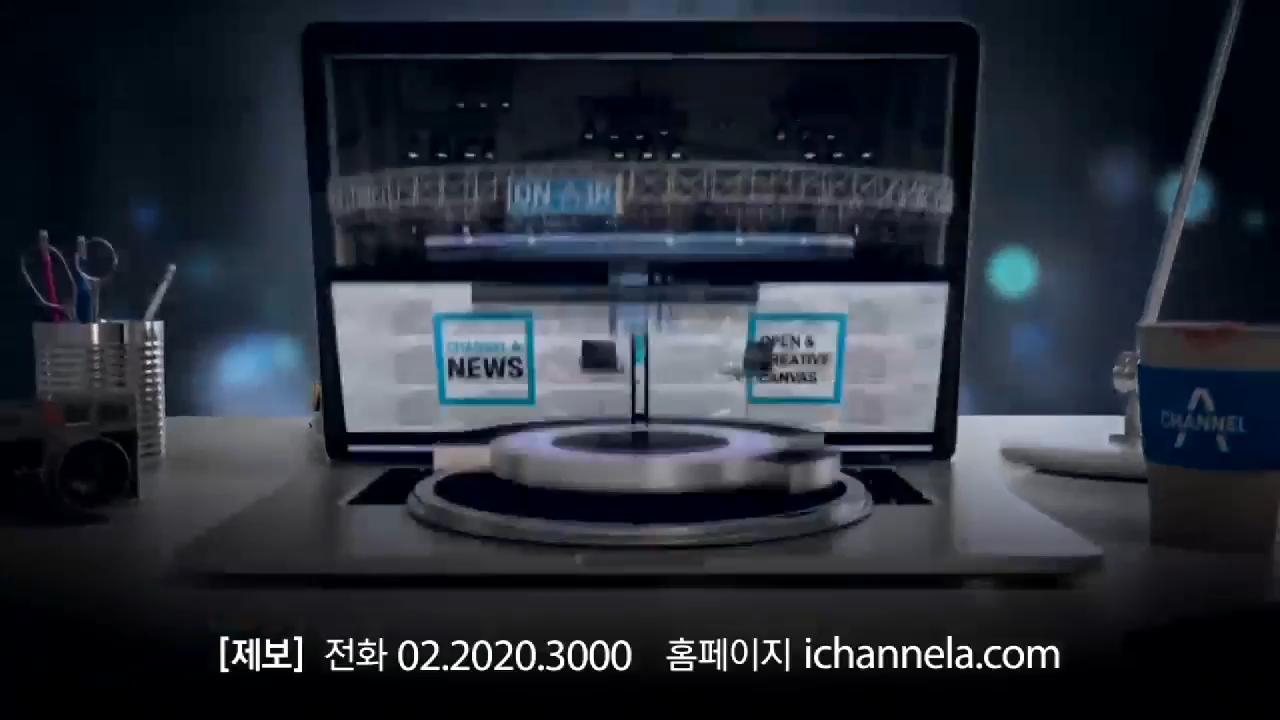 ON AIR
CHANNEL A
NEWS
OPEN &
CREATIVE
CANVAS
CHANNEL A
[제보] 전화 02.2020.3000 홈페이지 ichannela.com